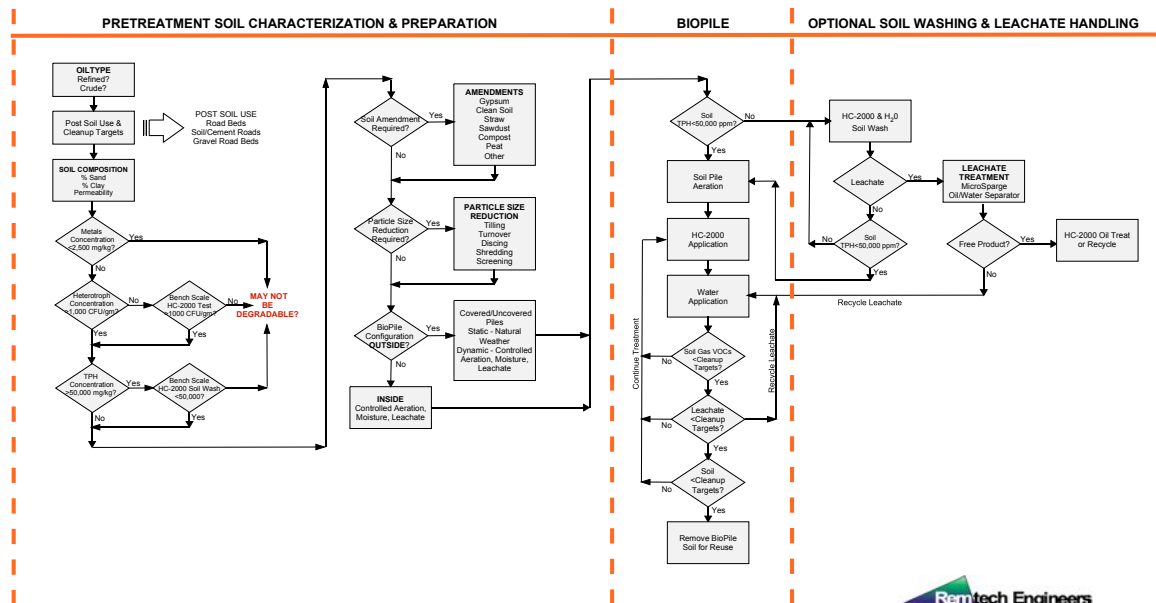 PRETREATMENT SOIL CHARACTERIZATION & PREPARATION
BIOPILE
OPTIONAL SOIL WASHING & LEACHATE HANDLING
OIL TYPE
Refined?
Crude?
Post Soil Use &
Cleanup Targets
POST SOIL USE
Road Beds
Soil/Cement Roads
Gravel Road Beds
SOIL COMPOSITION
% Sand
% Clay
Permeability
Metals
Concentration
<2,500 mg/kg?
Yes
No
Heterotroph
Concentration
>1,000 CFU/gm?
No
Yes
Bench Scale
HC-2000 Test
>1000 CFU/gm?
No
Yes
MAY NOT
BE
DEGRADABLE?
TPH
Concentration
>50,000 mg/kg?
Yes
No
Bench Scale
HC-2000 Soil Wash
<50,000?
Yes
Soil Amendment
Required?
Yes
No
AMENDMENTS
Gypsum
Clean Soil
Straw
Sawdust
Compost
Peat
Other
Particle Size
Reduction
Required?
Yes
No
PARTICLE SIZE
REDUCTION
Tilling
Turnover
Discing
Shredding
Screening
BioPile
Configuration
OUTSIDE?
Yes
No
Covered/Uncovered
Piles
Static - Natural
Weather
Dynamic - Controlled
Aeration, Moisture,
Leachate
INSIDE
Controlled Aeration,
Moisture, Leachate
Soil
TPH<50,000 ppm?
No
Yes
Soil Pile
Aeration
HC-2000
Application
Water
Application
Continue Treatment
Recycle Leachate
Soil Gas VOCs
<Cleanup
Targets?
No
Yes
Leachate
<Cleanup
Targets?
No
Yes
Soil
<Cleanup
Targets?
No
Yes
Remove BioPile
Soil for Reuse
HC-2000 & H20
Soil Wash
Leachate
Yes
No
LEACHATE
TREATMENT
MicroSparge
Oil/Water Separator
Soil
TPH<50,000 ppm?
No
Yes
Free Product?
Yes
No
HC-2000 Oil Treat
or Recycle
Recycle Leachate
Remtech Engineers